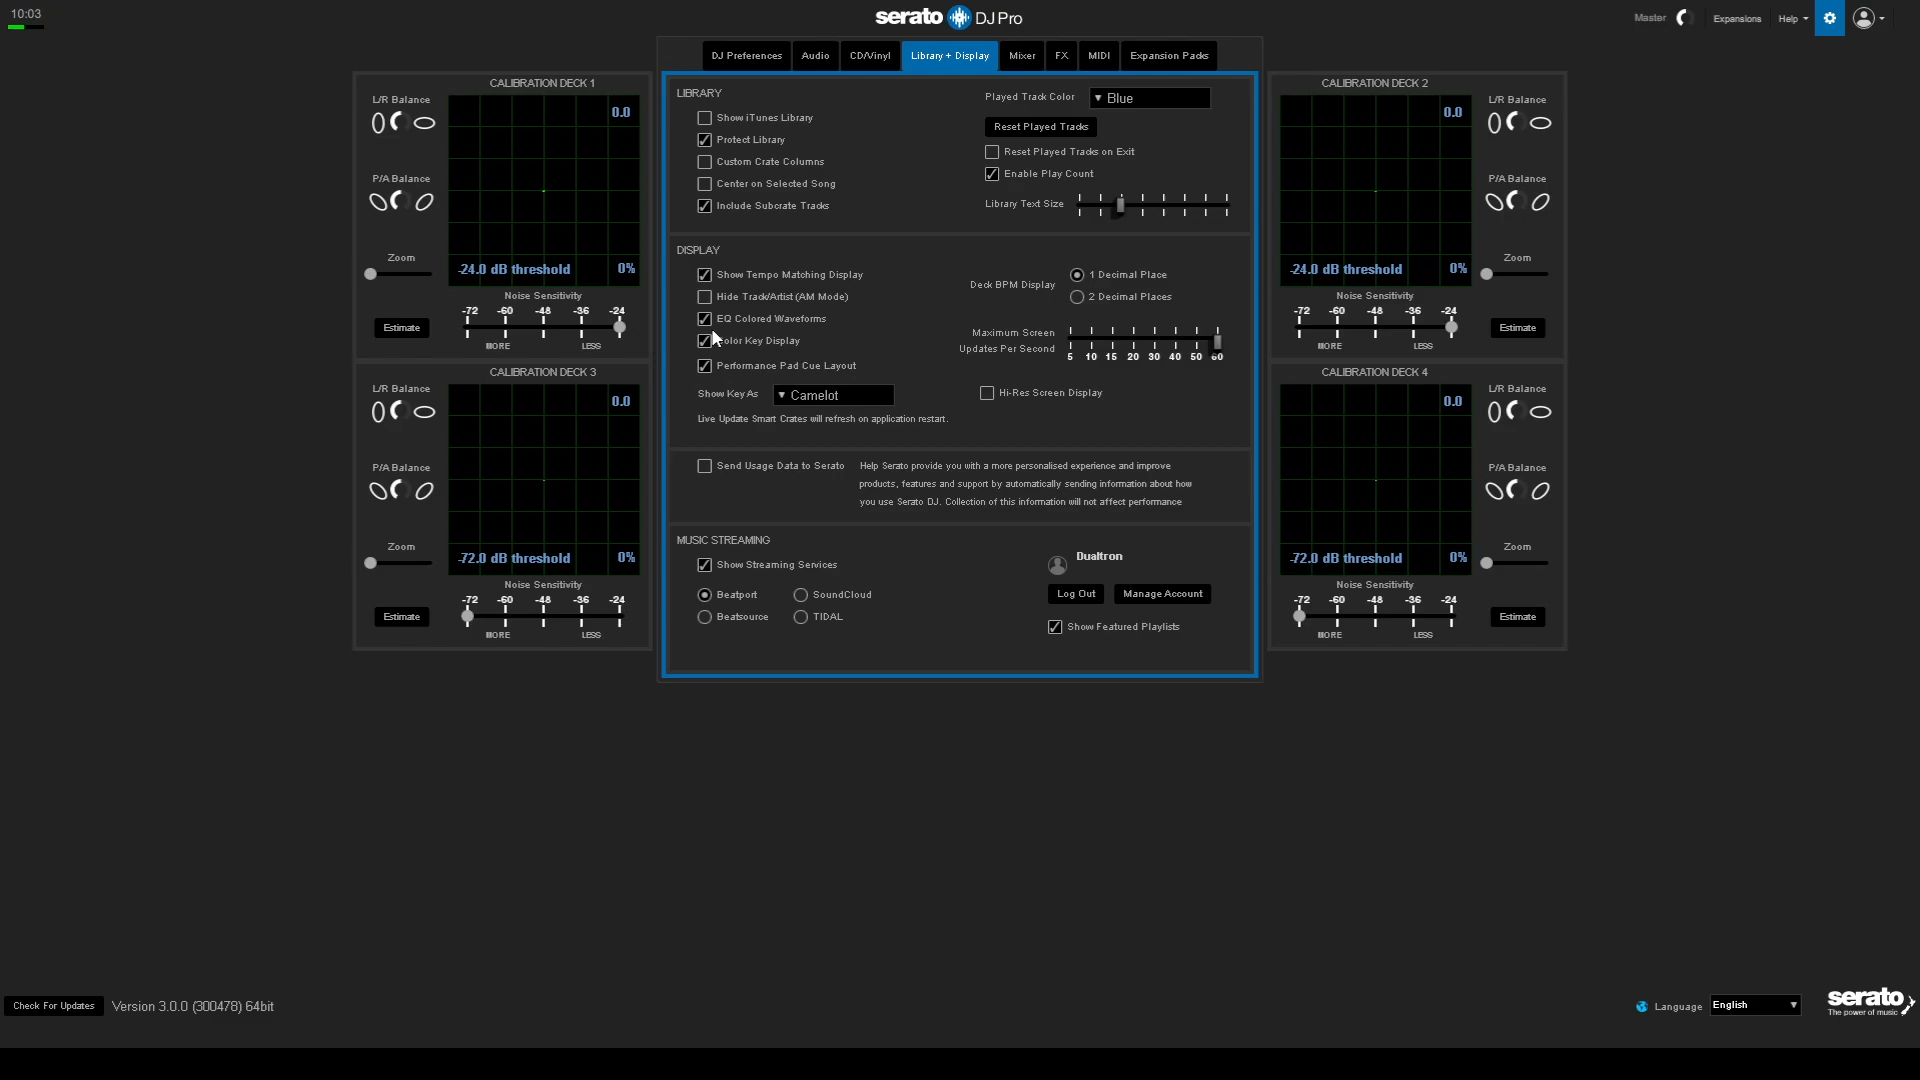 10:03
serato DJ Pro
Master
Expansions
Help
DJ Preferences
Audio
CD/Vinyl
Library + Display
Mixer
FX
MIDI
Expansion Packs
CALIBRATION DECK 1
L/R Balance
0.0
P/A Balance
Zoom
-24.0 dB threshold 0%
Noise Sensitivity
-72 -60 -48 -36 -24
Estimate
MORE LESS
CALIBRATION DECK 3
L/R Balance
0.0
P/A Balance
Zoom
-72.0 dB threshold 0%
Noise Sensitivity
-72 -60 -48 -36 -24
Estimate
MORE LESS
LIBRARY
Show iTunes Library
Protect Library
Custom Crate Columns
Center on Selected Song
Include Subcrate Tracks
Played Track Color Blue
Reset Played Tracks
Reset Played Tracks on Exit
Enable Play Count
Library Text Size
DISPLAY
Show Tempo Matching Display
Hide Track/Artist (AM Mode)
EQ Colored Waveforms
olor Key Display
Performance Pad Cue Layout
Show Key As Camelot
Live Update Smart Crates will refresh on application restart.
Deck BPM Display
1 Decimal Place
2 Decimal Places
Maximum Screen
Updates Per Second
5 10 15 20 30 40 50 60
Hi-Res Screen Display
Send Usage Data to Serato
Help Serato provide you with a more personalised experience and improve
products, features and support by automatically sending information about how
you use Serato DJ. Collection of this information will not affect performance
MUSIC STREAMING
Show Streaming Services
Beatport
SoundCloud
Beatsource
TIDAL
Dualtron
Log Out
Manage Account
Show Featured Playlists
CALIBRATION DECK 2
L/R Balance
0.0
P/A Balance
Zoom
-24.0 dB threshold 0%
Noise Sensitivity
-72 -60 -48 -36 -24
Estimate
MORE LESS
CALIBRATION DECK 4
L/R Balance
0.0
P/A Balance
Zoom
-72.0 dB threshold 0%
Noise Sensitivity
-72 -60 -48 -36 -24
Estimate
MORE LESS
Check For Updates
Version 3.0.0 (300478) 64bit
Language English
serato
The power of music